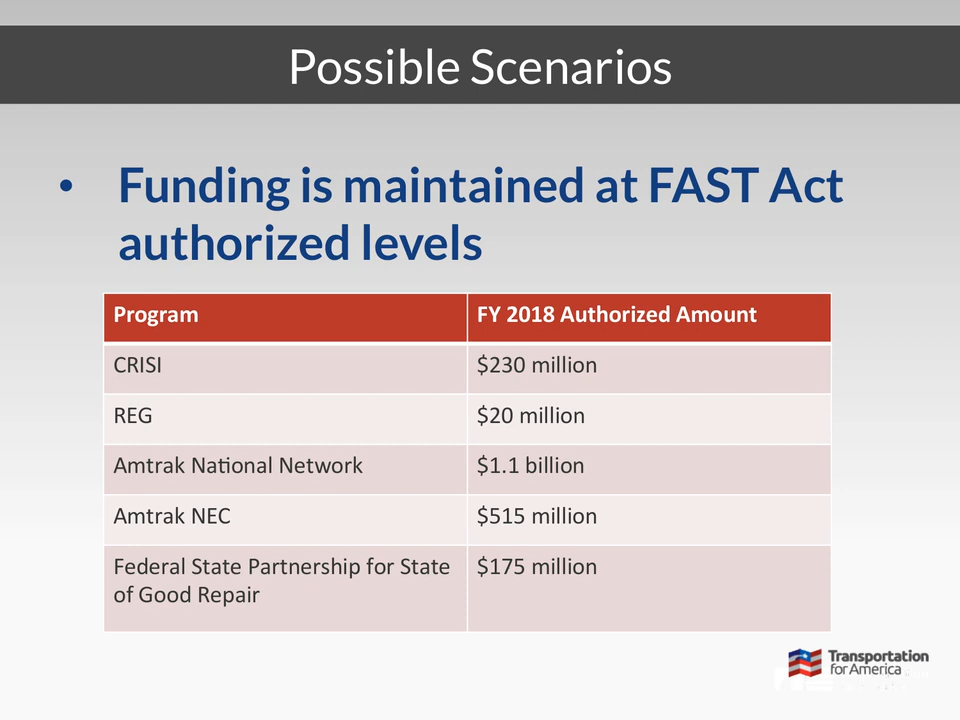 Possible Scenarios
• Funding is maintained at FAST Act
authorized levels
Program FY 2018 Authorized Amount
CRISI $230 million
REG $20 million
Amtrak National Network $1.1 billion
Amtrak NEC $515 million
Federal State Partnership for State $175 million
of Good Repair
Transportation
for America